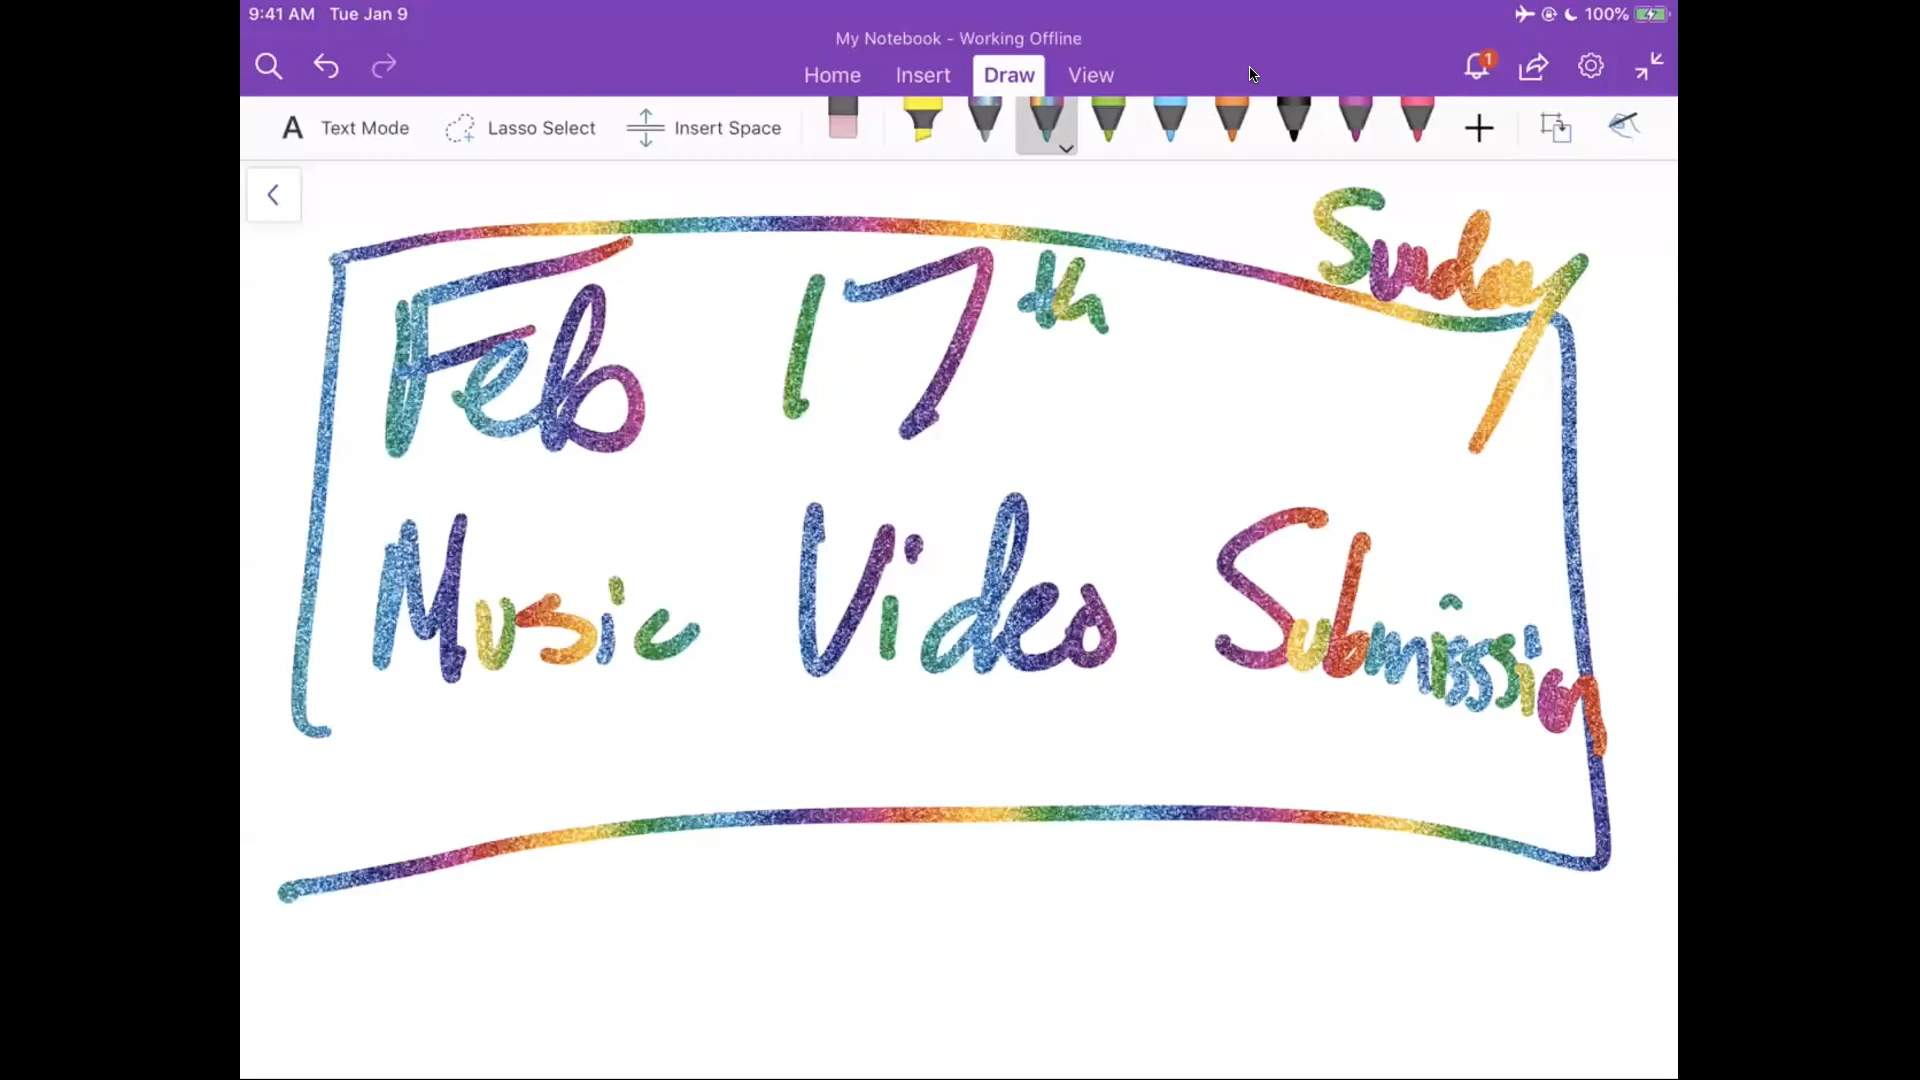 9:41 AM Tue Jan 9
100%
My Notebook - Working Offline
Home Insert Draw View
1
A Text Mode Lasso Select Insert Space
Sunday
Feb 17th
Music Video Submission